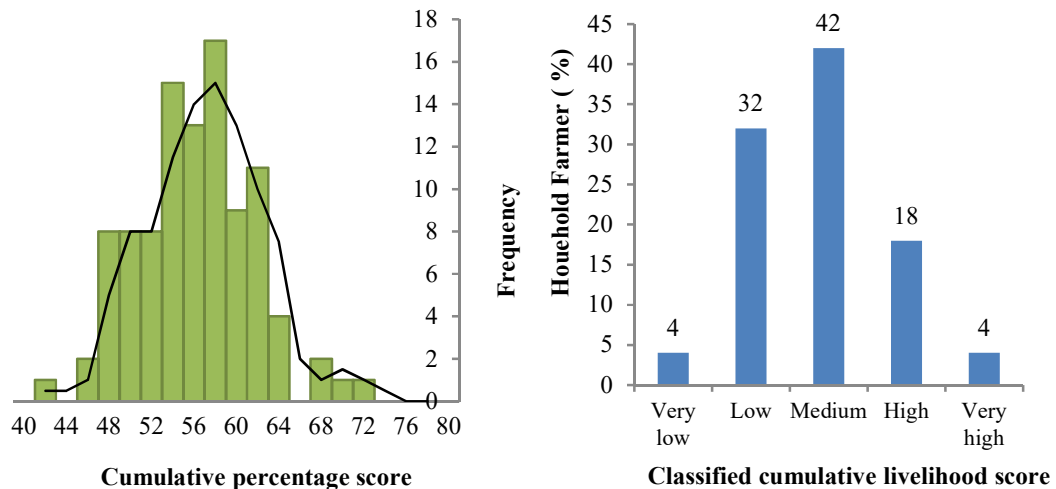 18
16
14
12
10
8
6
4
2
0
40 44 48 52 56 60 64 68 72 76 80
Cumulative percentage score
Frequency
Houehold Farmer ( %)
45
40
35
30
25
20
15
10
5
0
4
32
42
18
4
Very low
Low
Medium
High
Very high
Classified cumulative livelihood score